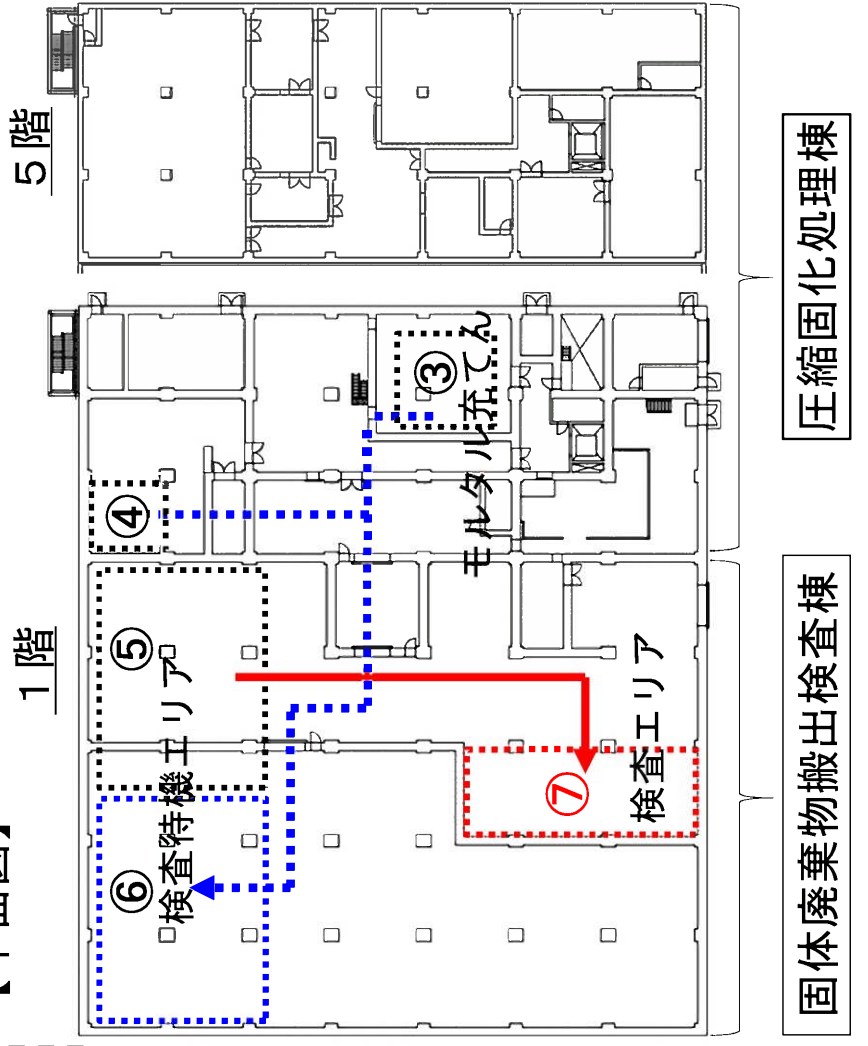 【平面図】
1階
5階
⑥
⑤
④
③
検査待機エリア
モルタル充てん
⑦
検査エリア
固体廃棄物搬出検査棟
圧縮固化処理棟